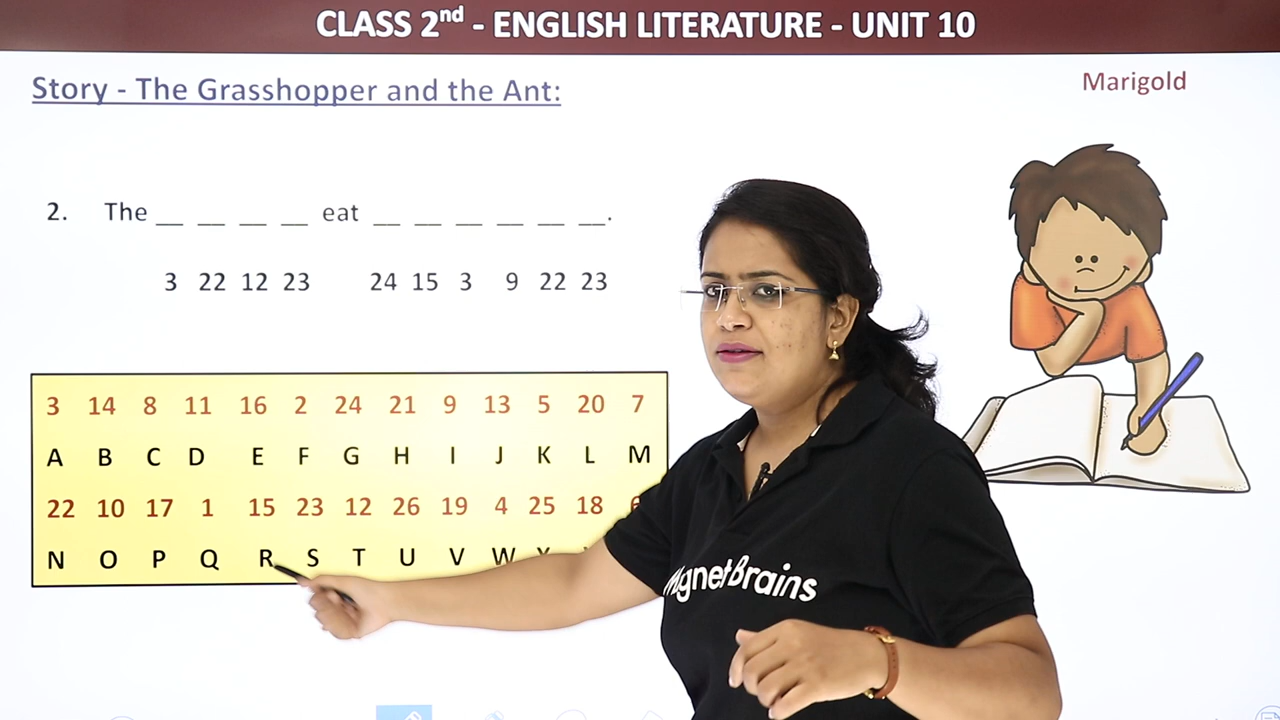 CLASS 2nd - ENGLISH LITERATURE - UNIT 10
Story - The Grasshopper and the Ant:
Marigold
2. The __ __ __ __ eat __ __ __ __ __ __.
3 22 12 23 24 15 3 9 22 23
3 14 8 11 16 2 24 21 9 13 5 20 7
A B C D E F G H I J K L M
22 10 17 1 15 23 12 26 19 4 25 18
N O P Q R S T U V W
Brains